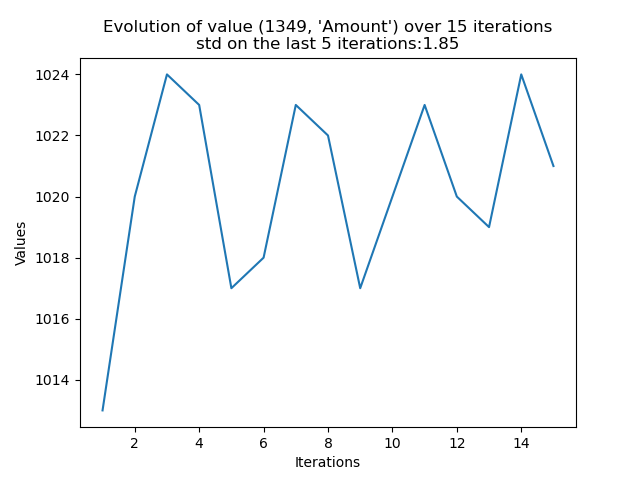 Evolution of value (1349, 'Amount') over 15 iterations
std on the last 5 iterations:1.85
1024
1022
1020
1018
1016
1014
Values
2 4 6 8 10 12 14
Iterations